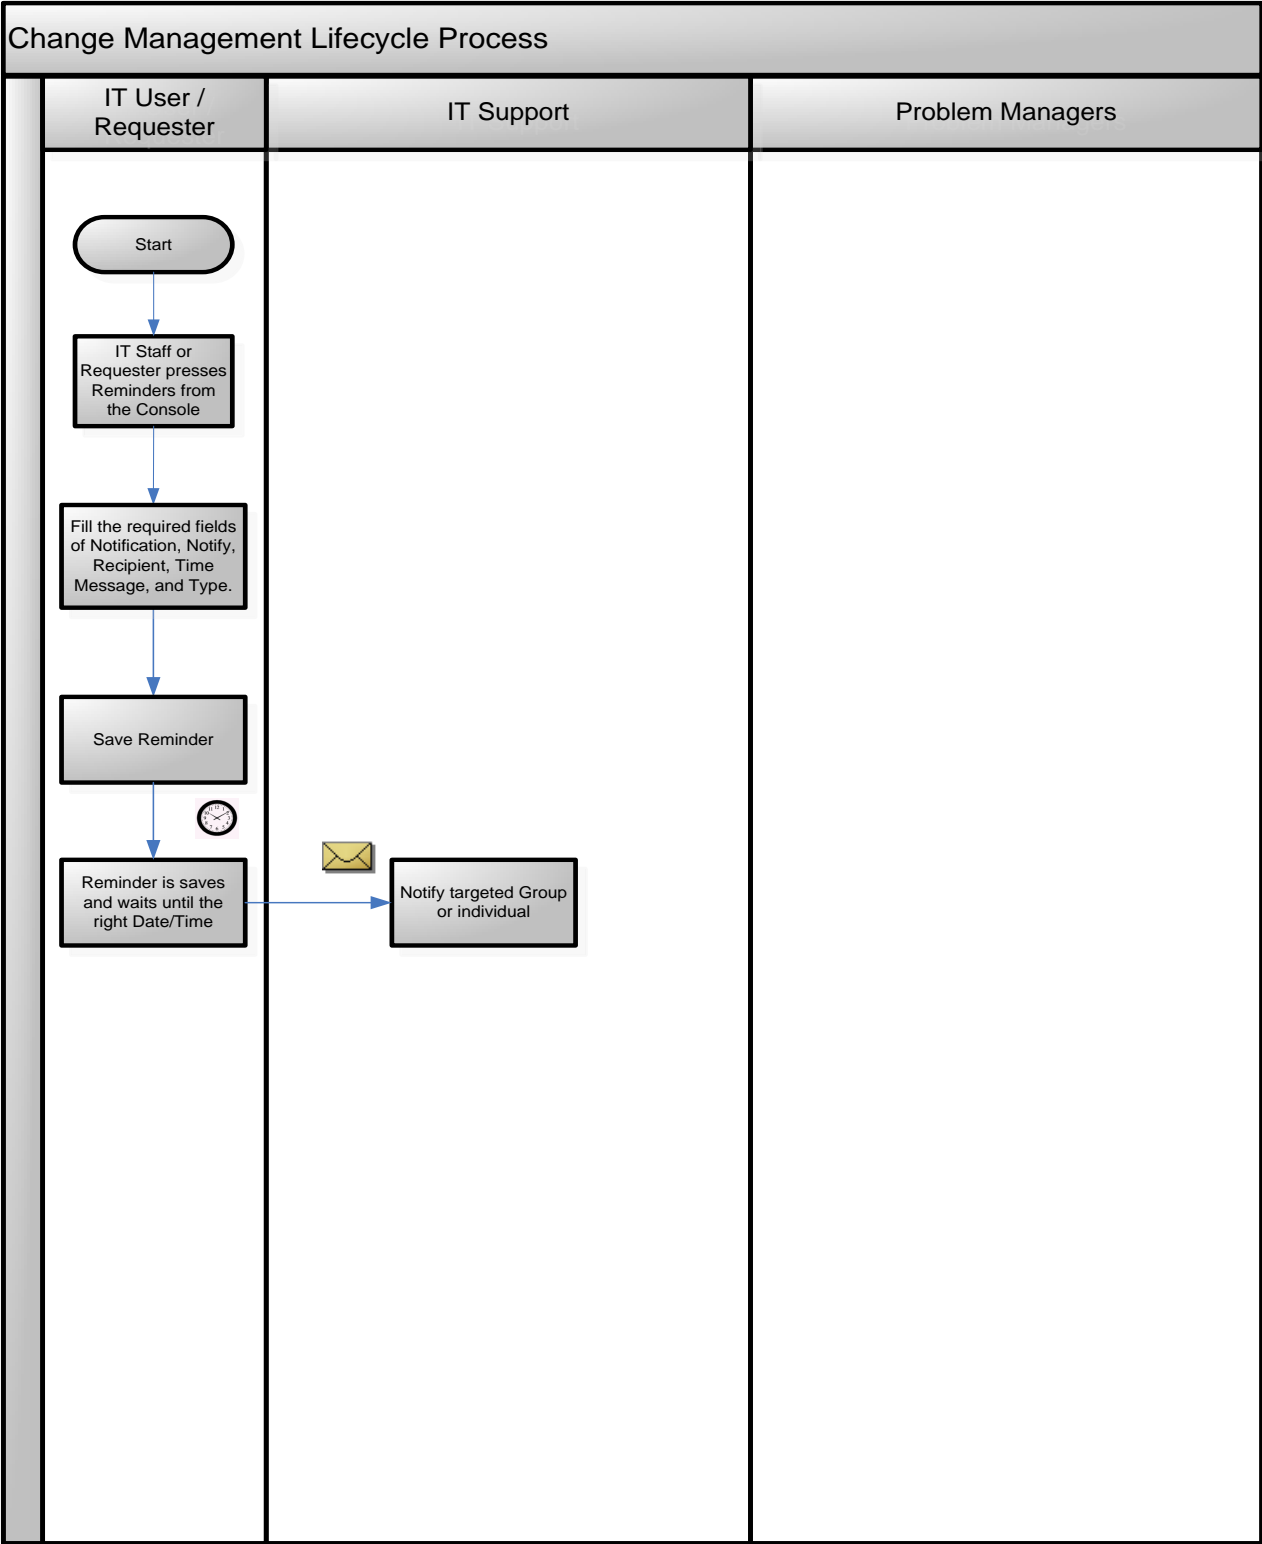 Change Management Lifecycle Process
IT User /
Requester
IT Support
Problem Managers
Start
IT Staff or
Requester presses
Reminders from
the Console
Fill the required fields
of Notification, Notify,
Recipient, Time
Message, and Type.
Save Reminder
Reminder is saves
and waits until the
right Date/Time
Notify targeted Group
or individual